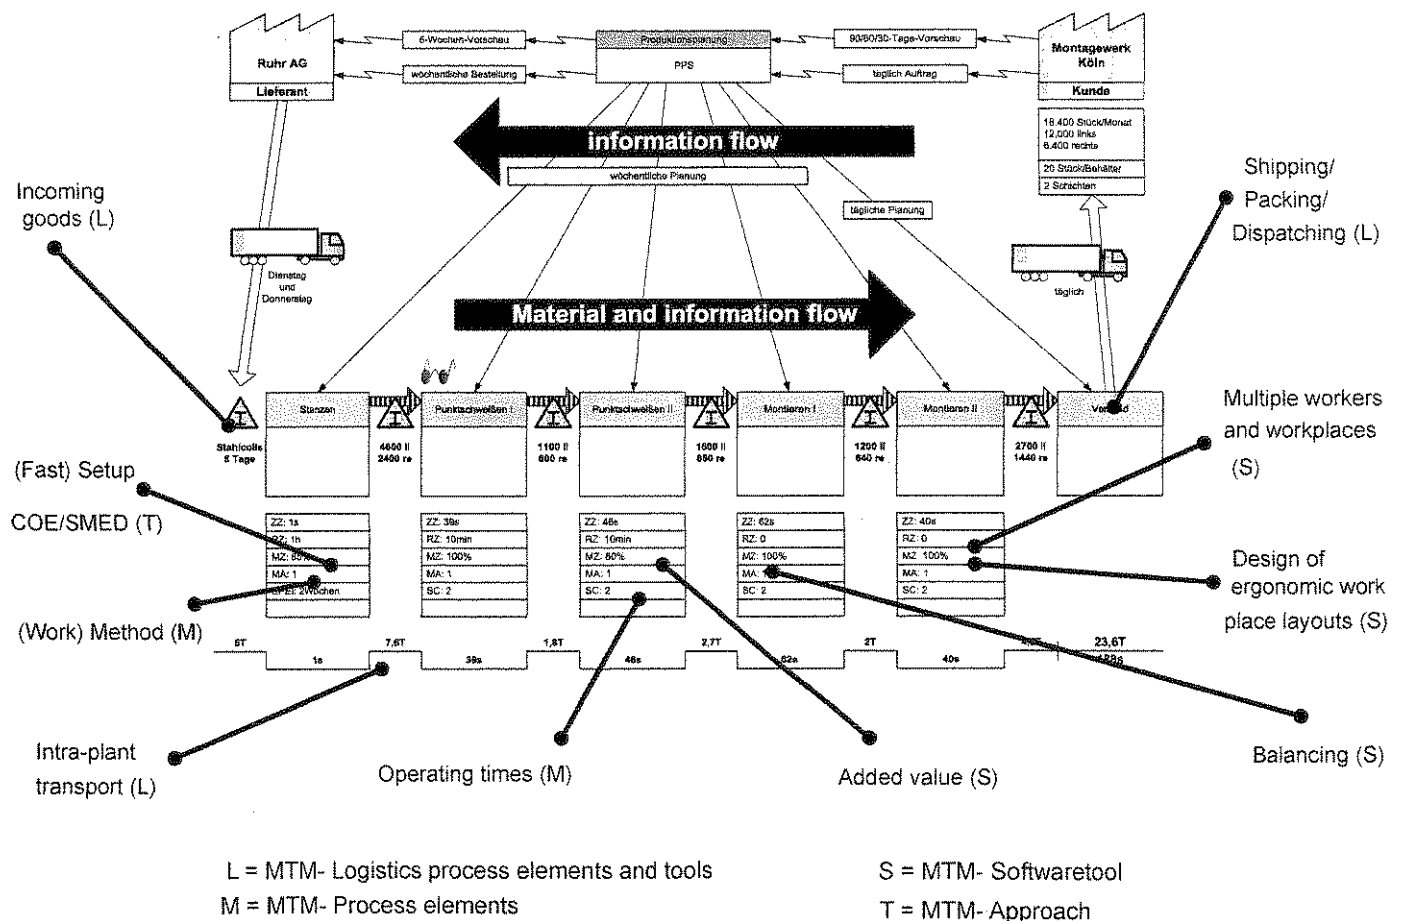 Ruhr AG
Lieferant
6-Wochen-Vorschau
wöchentliche Bestellung
Produktionsplanung
PPS
90/60/30-Tage-Vorschau
täglich Auftrag
Montagewerk
Köln
Kunde
18.400 Stück/Monat
12.000 links
6.400 rechts
20 Stück/Behälter
2 Schichten
information flow
wöchentliche Planung
tägliche Planung
Incoming
goods (L)
Shipping/
Packing/
Dispatching (L)
Dienstag
und
Donnerstag
täglich
Material and information flow
Stanzen
Punktschweißen I
Punktschweißen II
Montieren I
Montieren II
I
I
I
I
I
I
Stahlcoils
5 Tage
4600 li
2400 re
1100 li
600 re
1600 li
850 re
1200 li
640 re
2700 li
1440 re
Multiple workers
and workplaces
(S)
(Fast) Setup
COE/SMED (T)
ZZ: 1s
RZ: 1h
MA: 1
ZZ: 39s
RZ: 10min
MZ: 100%
MA: 1
SC: 2
ZZ: 46s
RZ: 10min
MZ: 80%
MA: 1
SC: 2
ZZ: 62s
RZ: 0
MZ: 100%
MA: 1
SC: 2
ZZ: 40s
RZ: 0
MZ: 100%
MA: 1
SC: 2
Design of
ergonomic work
place layouts (S)
(Work) Method (M)
7,6T
1,8T
2,7T
2T
23,6T
1s
39s
46s
62s
40s
Intra-plant
transport (L)
Operating times (M)
Added value (S)
Balancing (S)
L = MTM- Logistics process elements and tools
M = MTM- Process elements
S = MTM- Softwaretool
T = MTM- Approach